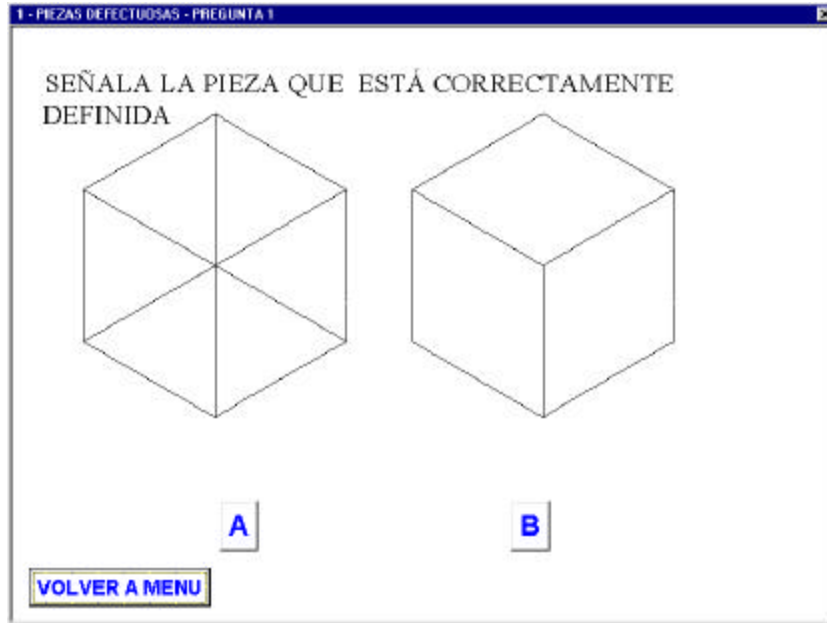 1 - PIEZAS DEFECTUOSAS - PREGUNTA 1
SEÑALA LA PIEZA QUE ESTÁ CORRECTAMENTE
DEFINIDA
A B
VOLVER A MENU